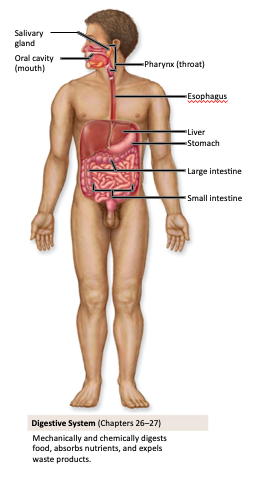 Salivary
gland
Oral cavity
(mouth)
Pharynx (throat)
Esophagus
Liver
Stomach
Large intestine
Small intestine
Digestive System (Chapters 26–27)
Mechanically and chemically digests
food, absorbs nutrients, and expels
waste products.